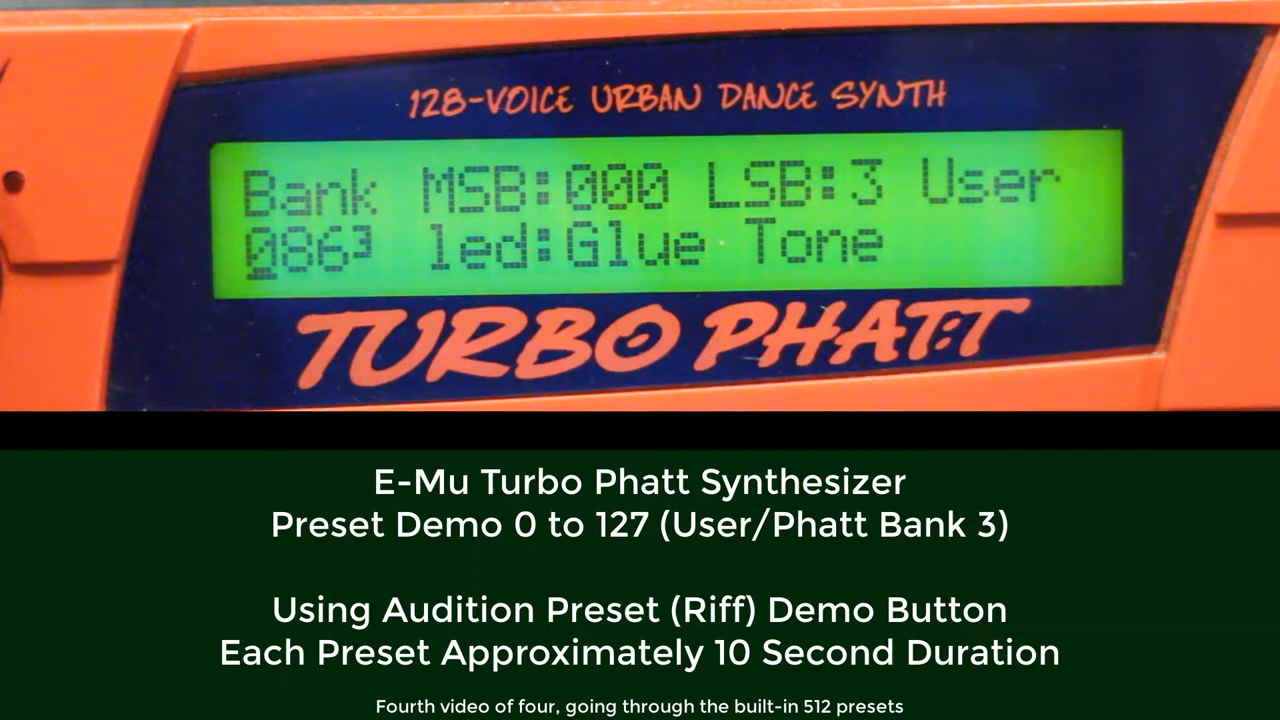 128-VOICE URBAN DANCE SYNTH
Bank MSB:000 LSB:3 User
086³ led:Glue Tone
TURBO PHATT
E-Mu Turbo Phatt Synthesizer
Preset Demo 0 to 127 (User/Phatt Bank 3)
Using Audition Preset (Riff) Demo Button
Each Preset Approximately 10 Second Duration
Fourth video of four, going through the built-in 512 presets